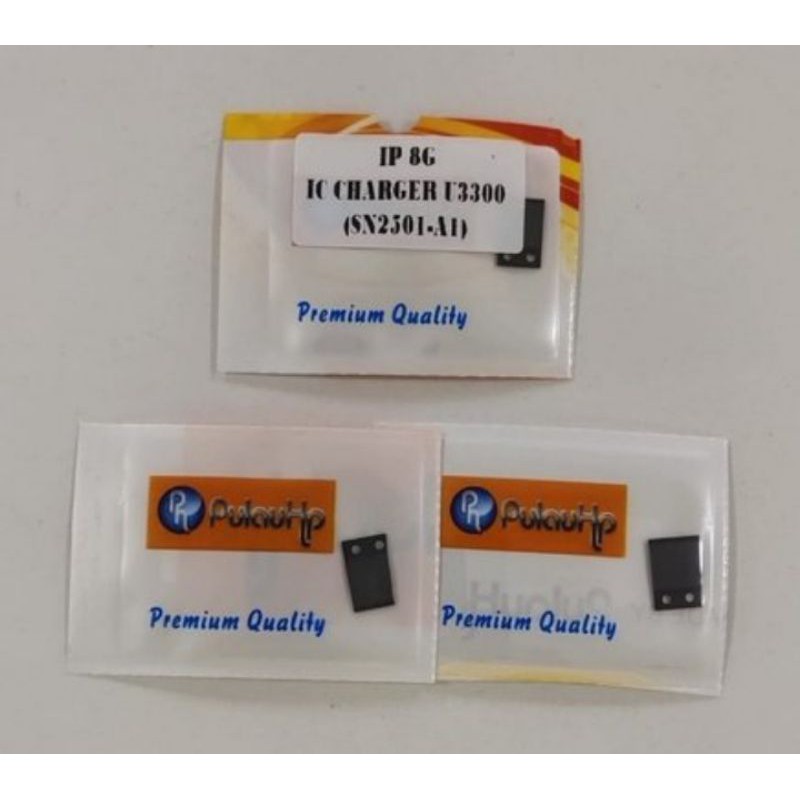 IP 8G
IC CHARGER U3300
(SN2501-A1)
Premium Quality
PulauHp
Premium Quality
PulauHp
Premium Quality